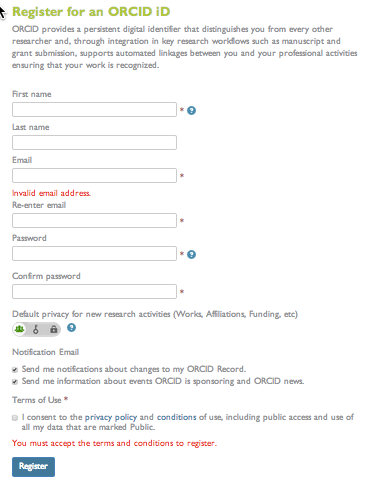 Register for an ORCID iD
ORCID provides a persistent digital identifier that distinguishes you from every other
researcher and, through integration in key research workflows such as manuscript and
grant submission, supports automated linkages between you and your professional activities
ensuring that your work is recognized.
First name
* ?
Last name
Email
*
Invalid email address.
Re-enter email
*
Password
* ?
Confirm password
*
Default privacy for new research activities (Works, Affiliations, Funding, etc)
?
Notification Email
Send me notifications about changes to my ORCID Record.
Send me information about events ORCID is sponsoring and ORCID news.
Terms of Use *
I consent to the privacy policy and conditions of use, including public access and use of
all my data that are marked Public.
You must accept the terms and conditions to register.
Register